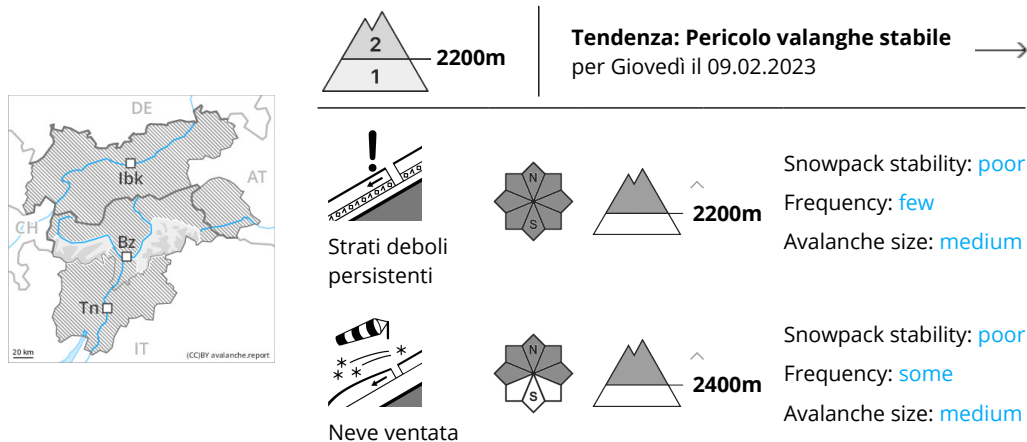 2
1
2200m
Tendenza: Pericolo valanghe stabile
per Giovedì il 09.02.2023
DE
Ibk
AT
CH
Bz
Tn
IT
20 km
(CC)BY avalanche.report
Strati deboli
persistenti
N
S
2200m
Snowpack stability: poor
Frequency: few
Avalanche size: medium
Neve ventata
N
S
2400m
Snowpack stability: poor
Frequency: some
Avalanche size: medium